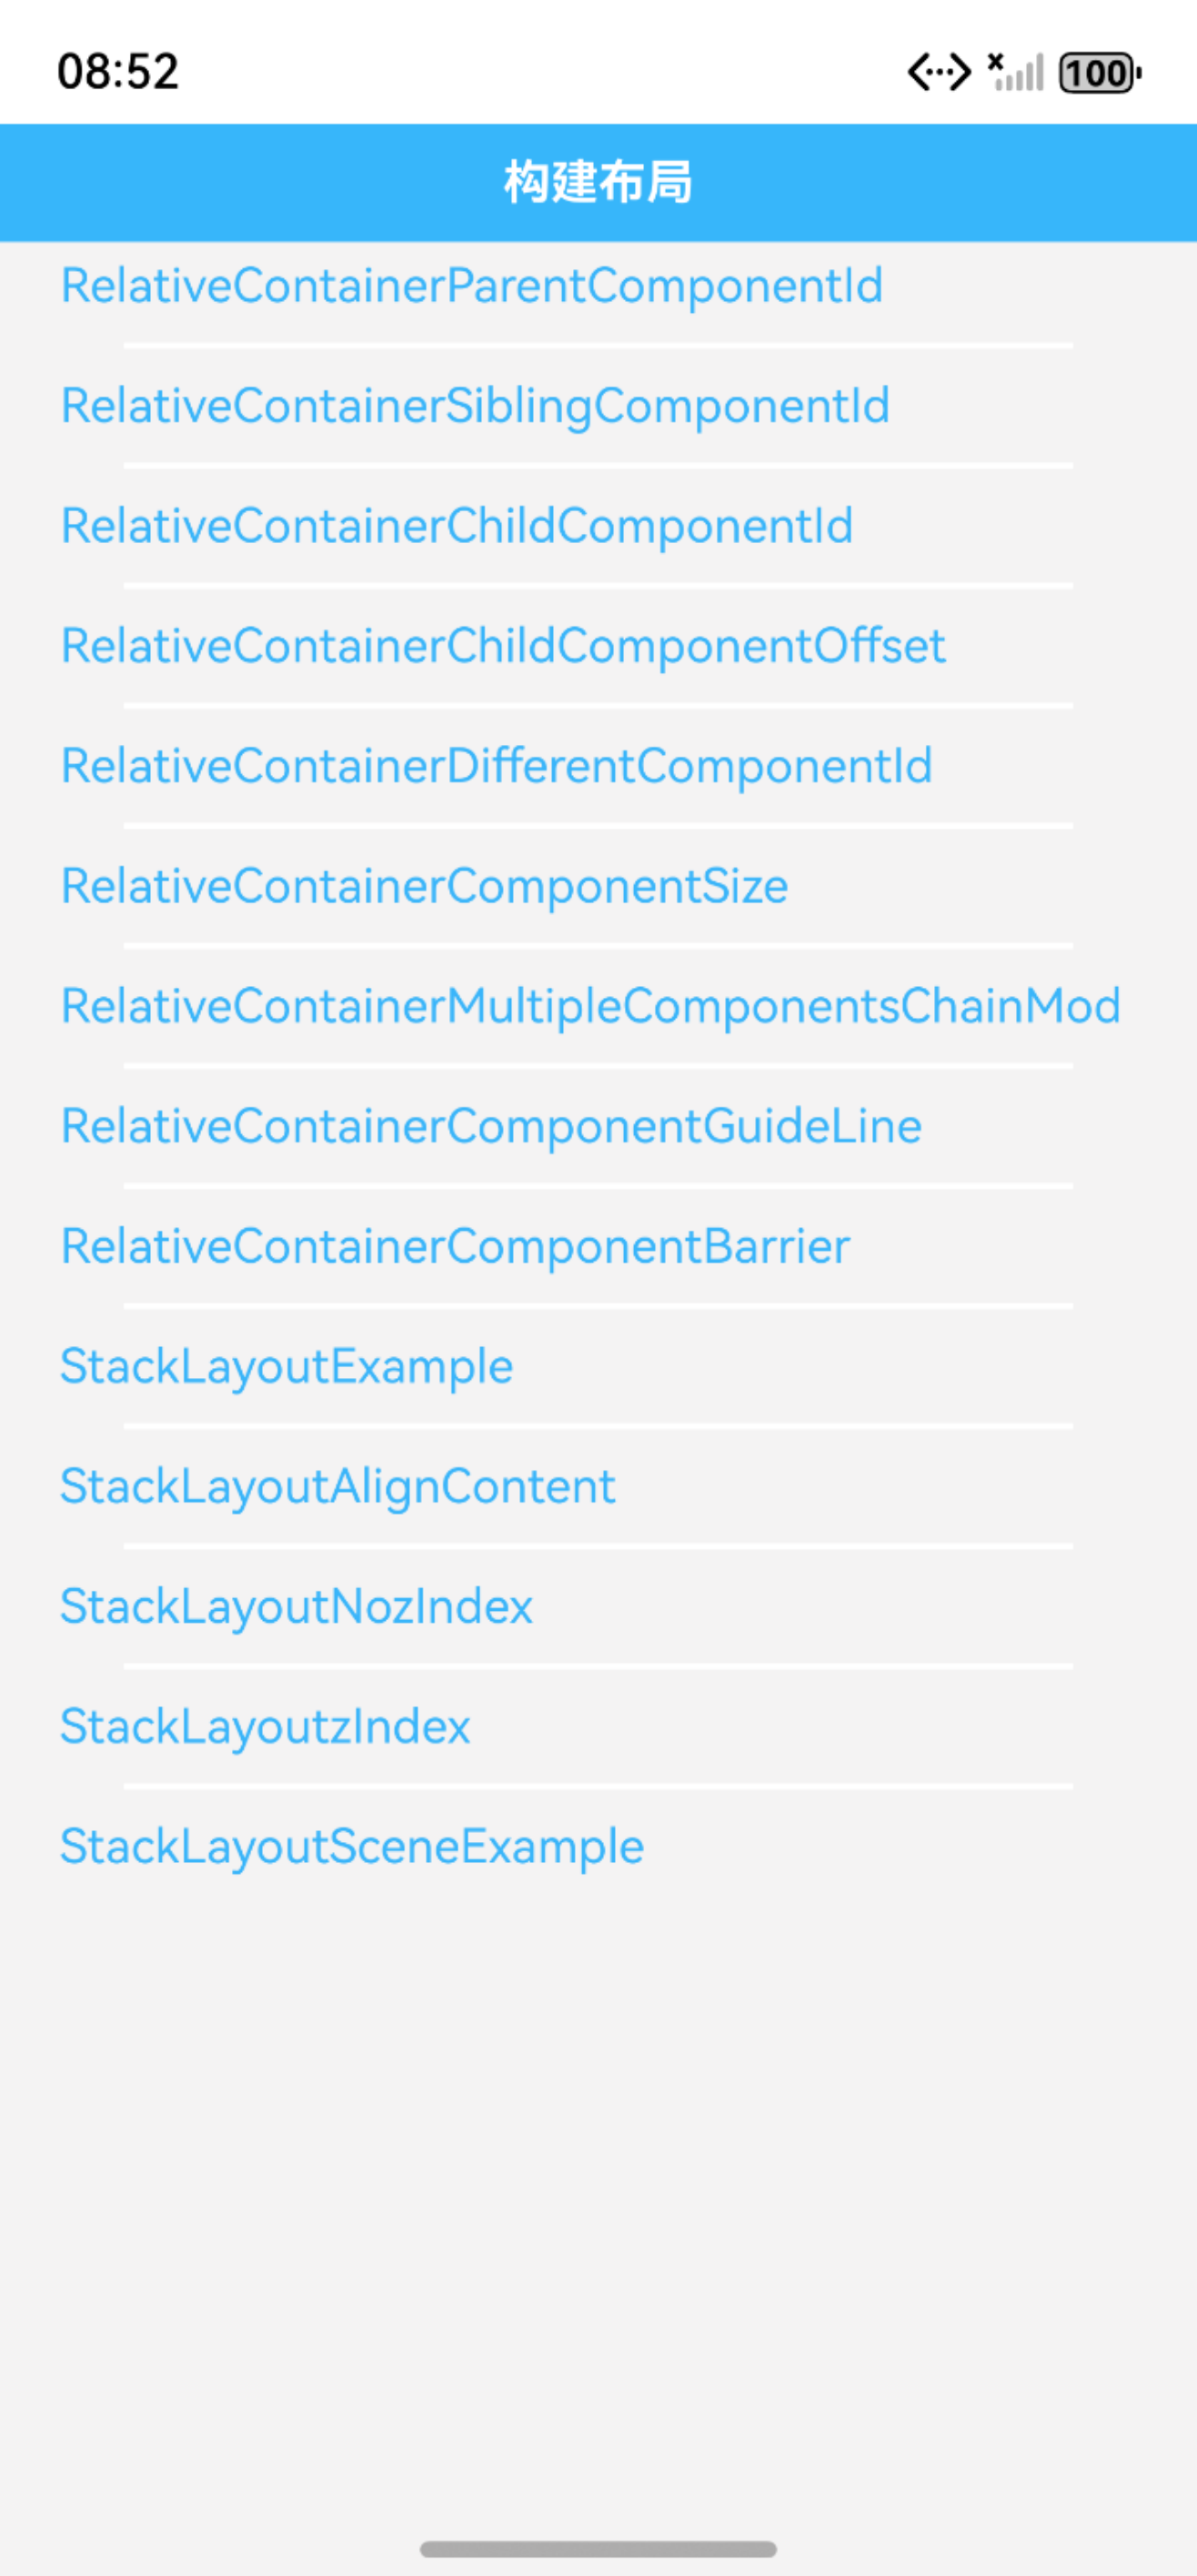 08:52
100
构建布局
RelativeContainerParentComponentId
RelativeContainerSiblingComponentId
RelativeContainerChildComponentId
RelativeContainerChildComponentOffset
RelativeContainerDifferentComponentId
RelativeContainerComponentSize
RelativeContainerMultipleComponentsChainMod
RelativeContainerComponentGuideLine
RelativeContainerComponentBarrier
StackLayoutExample
StackLayoutAlignContent
StackLayoutNozIndex
StackLayoutzIndex
StackLayoutSceneExample